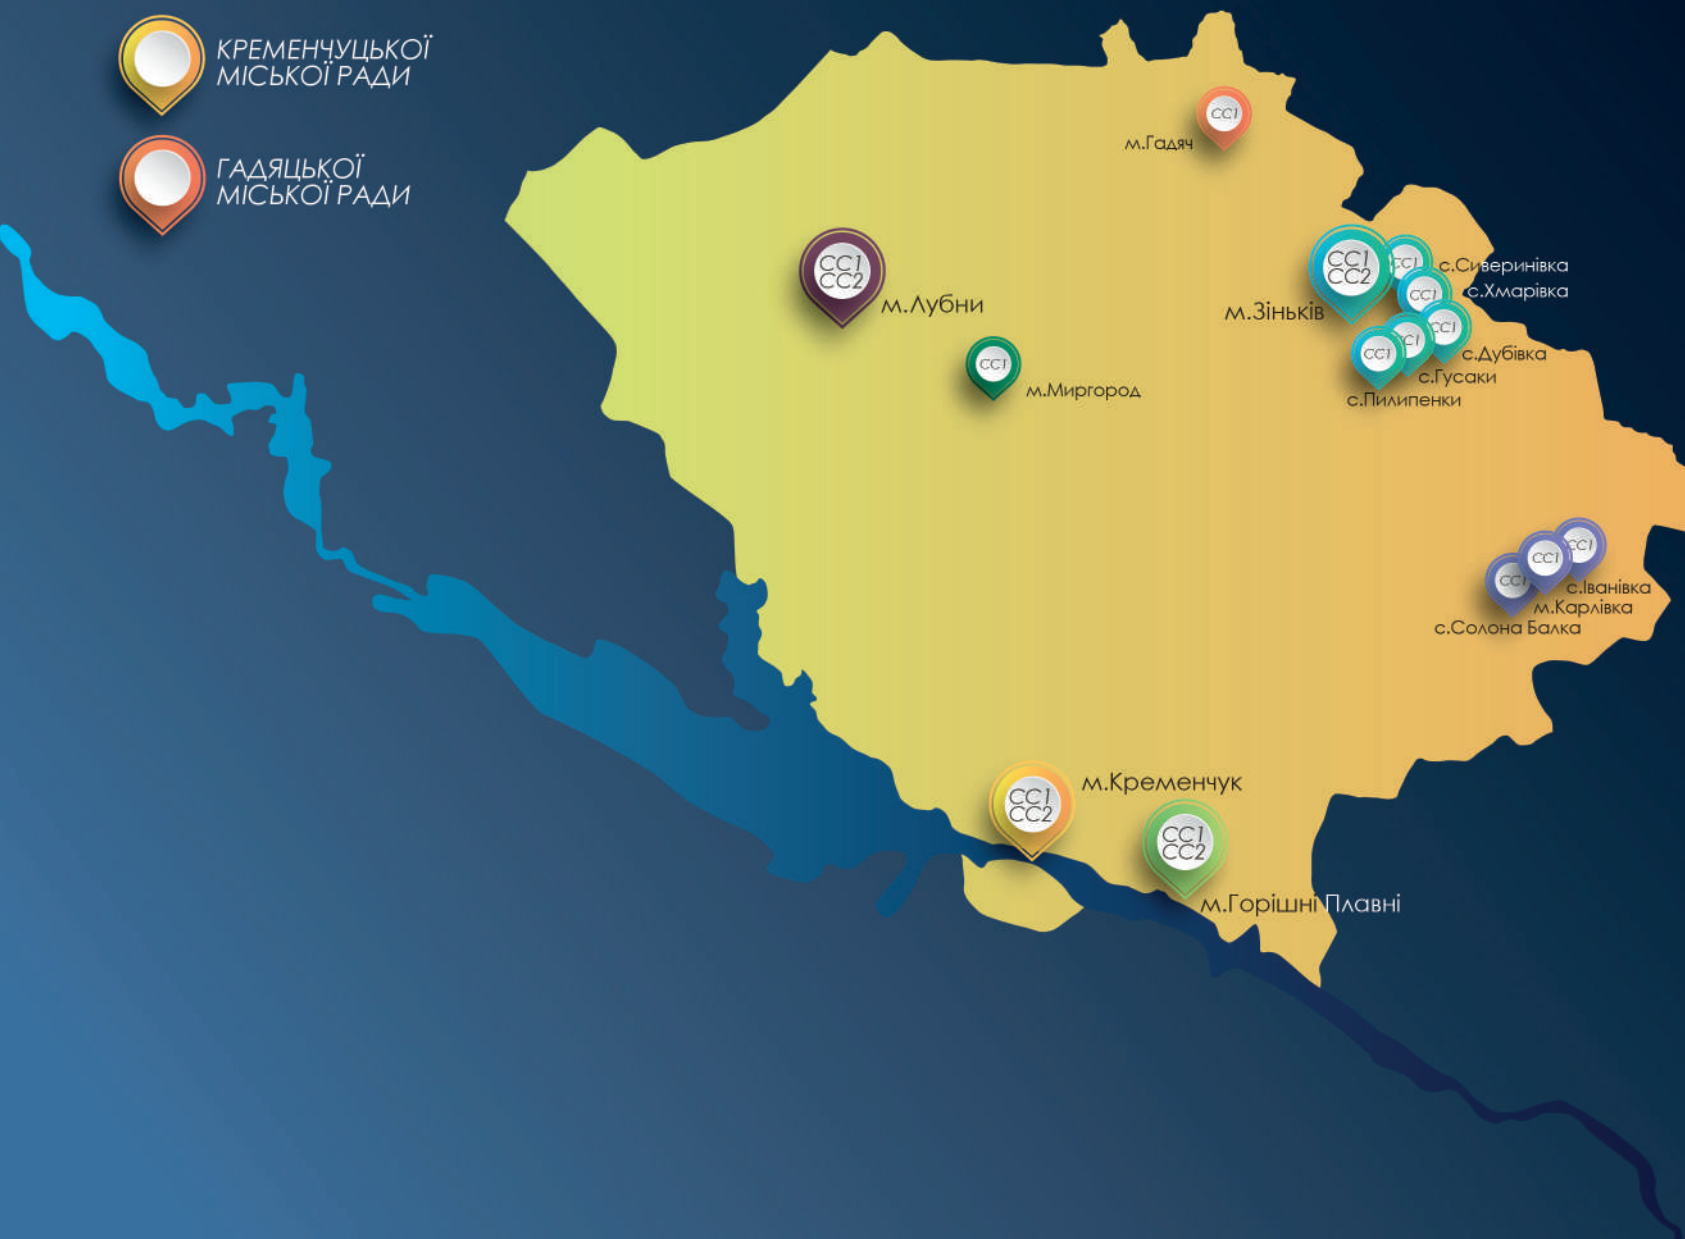 КРЕМЕНЧУЦЬКОЇ
МІСЬКОЇ РАДИ
ГАДЯЦЬКОЇ
МІСЬКОЇ РАДИ
СС1
м.Гадяч
СС1
СС2
м.Лубни
СС1
м.Миргород
СС1
СС2
м.Зіньків
СС1
с.Сиверинівка
СС1
с.Хмарівка
СС1
с.Дубівка
СС1
с.Гусаки
СС1
с.Пилипенки
СС1
с.Іванівка
СС1
м.Карлівка
СС1
с.Солона Балка
СС1
СС2
м.Кременчук
СС1
СС2
м.Горішні Плавні